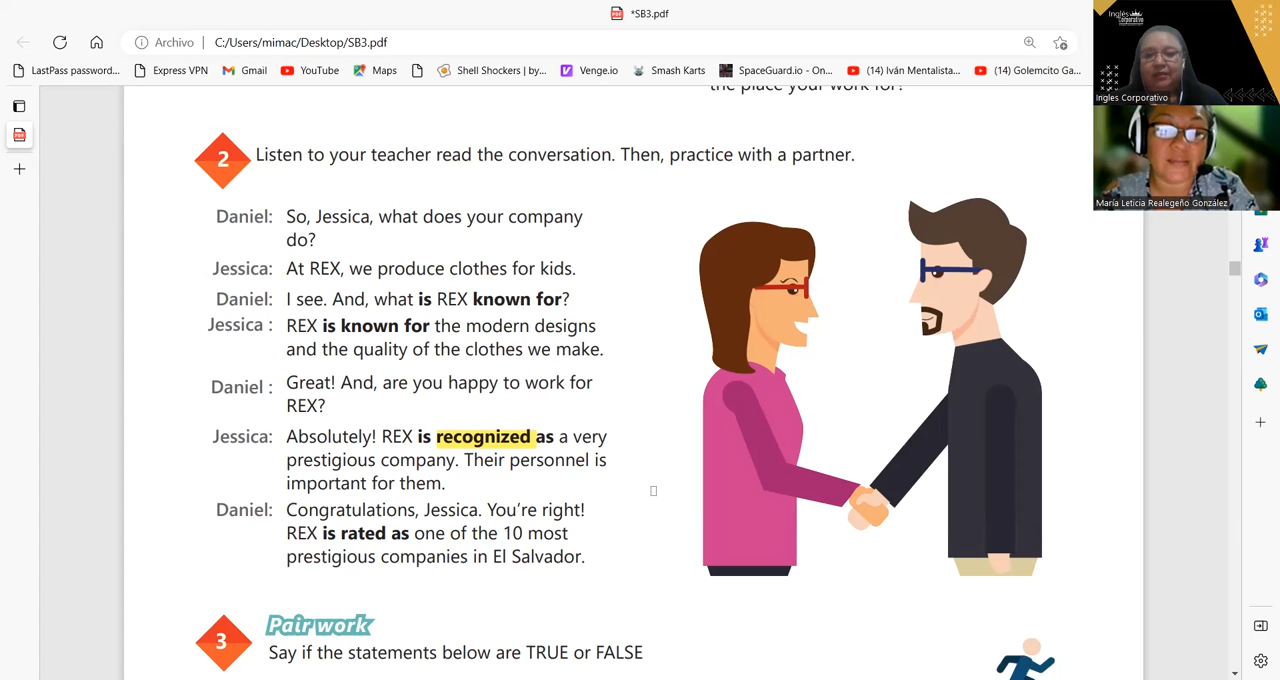 *SB3.pdf
Archivo
C:/Users/mimac/Desktop/SB3.pdf
LastPass password...
Express VPN
Gmail
YouTube
Maps
Shell Shockers | by...
Venge.io
Smash Karts
SpaceGuard.io - On...
(14) Iván Mentalista...
(14) Golemcito Ga...
Inglés
Corporativo
Ingles Corporativo
María Leticia Realegeño González
the place your work for?
2 Listen to your teacher read the conversation. Then, practice with a partner.
Daniel: So, Jessica, what does your company
do?
Jessica: At REX, we produce clothes for kids.
Daniel: I see. And, what is REX known for?
Jessica : REX is known for the modern designs
and the quality of the clothes we make.
Daniel : Great! And, are you happy to work for
REX?
Jessica: Absolutely! REX is recognized as a very
prestigious company. Their personnel is
important for them.
Daniel: Congratulations, Jessica. You're right!
REX is rated as one of the 10 most
prestigious companies in El Salvador.
3 Pair work
Say if the statements below are TRUE or FALSE